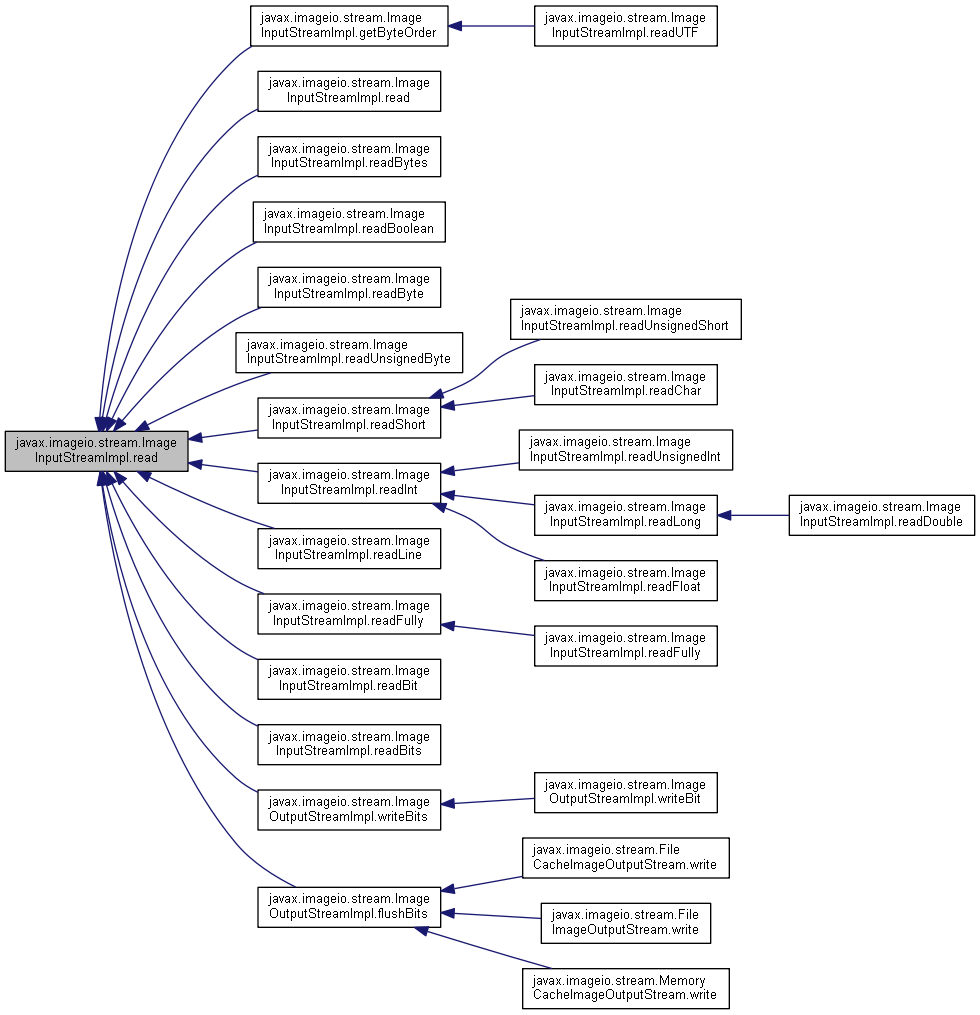 javax.imageio.stream.Image
InputStreamImpl.getByteOrder
javax.imageio.stream.Image
InputStreamImpl.readUTF
javax.imageio.stream.Image
InputStreamImpl.read
javax.imageio.stream.Image
InputStreamImpl.readBytes
javax.imageio.stream.Image
InputStreamImpl.readBoolean
javax.imageio.stream.Image
InputStreamImpl.readByte
javax.imageio.stream.Image
InputStreamImpl.readUnsignedShort
javax.imageio.stream.Image
InputStreamImpl.readUnsignedByte
javax.imageio.stream.Image
InputStreamImpl.readChar
javax.imageio.stream.Image
InputStreamImpl.readShort
javax.imageio.stream.Image
InputStreamImpl.read
javax.imageio.stream.Image
InputStreamImpl.readUnsignedInt
javax.imageio.stream.Image
InputStreamImpl.readInt
javax.imageio.stream.Image
InputStreamImpl.readLong
javax.imageio.stream.Image
InputStreamImpl.readDouble
javax.imageio.stream.Image
InputStreamImpl.readLine
javax.imageio.stream.Image
InputStreamImpl.readFloat
javax.imageio.stream.Image
InputStreamImpl.readFully
javax.imageio.stream.Image
InputStreamImpl.readFully
javax.imageio.stream.Image
InputStreamImpl.readBit
javax.imageio.stream.Image
InputStreamImpl.readBits
javax.imageio.stream.Image
OutputStreamImpl.writeBits
javax.imageio.stream.Image
OutputStreamImpl.writeBit
javax.imageio.stream.File
CacheImageOutputStream.write
javax.imageio.stream.Image
OutputStreamImpl.flushBits
javax.imageio.stream.File
ImageOutputStream.write
javax.imageio.stream.Memory
CacheImageOutputStream.write